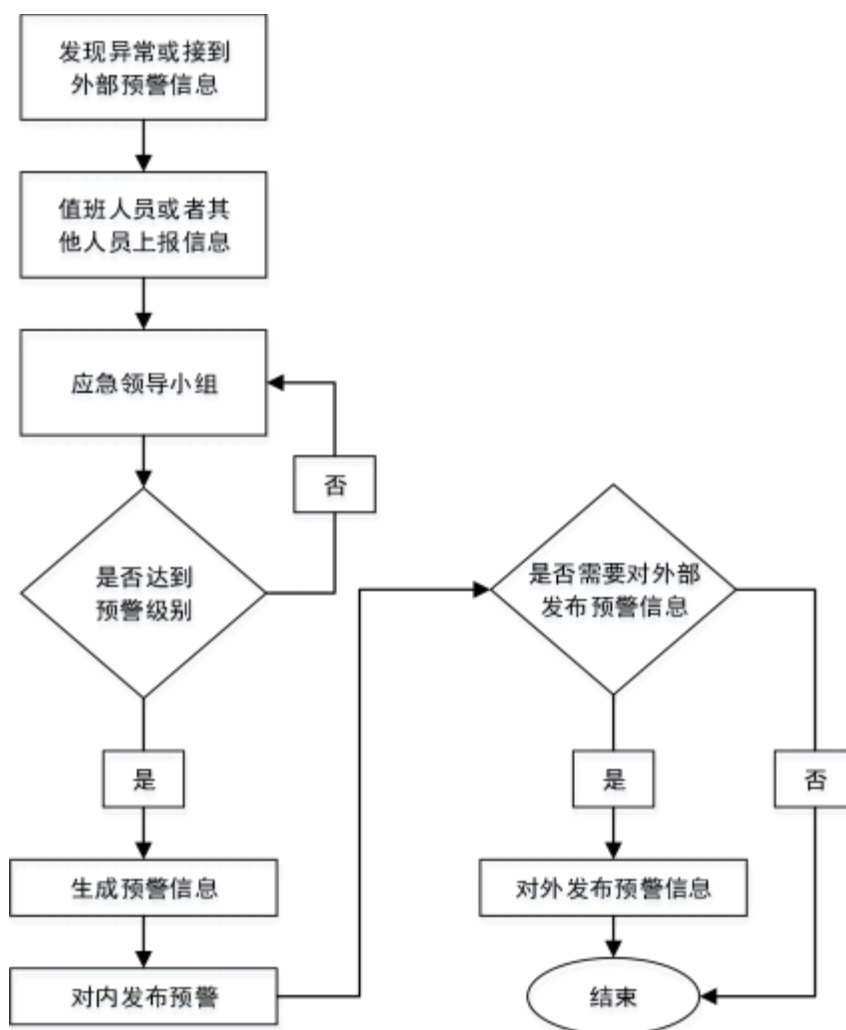 发现异常或接到
外部预警信息
值班人员或者其
他人员上报信息
应急领导小组
否
是否达到
预警级别
是
生成预警信息
对内发布预警
是否需要对外部
发布预警信息
是
否
对外发布预警信息
结束